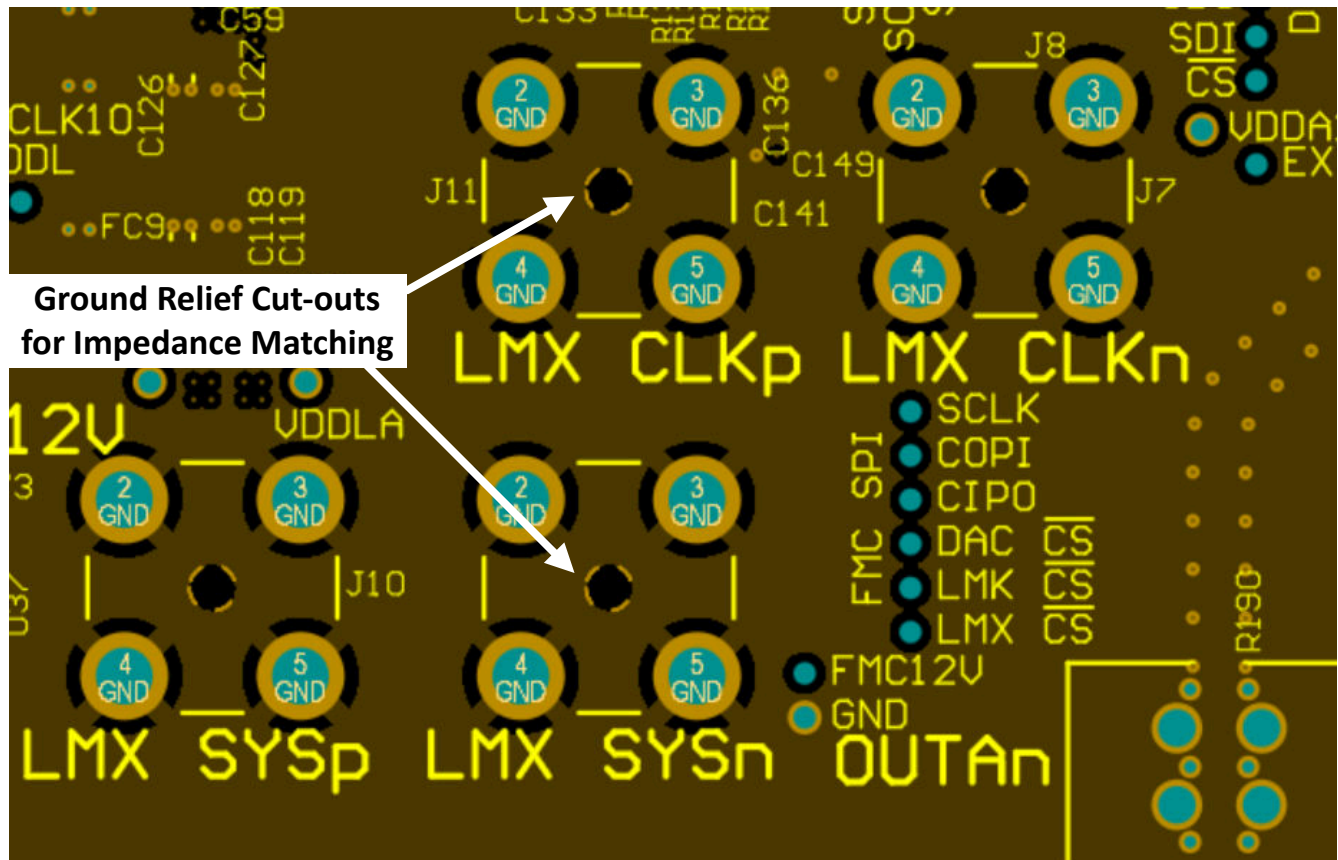 C59
C133
SDI
CS
J8
C127
C126
CLK10
DDL
2
GND
3
GND
C136
2
GND
3
GND
VDDA
EX
J11
C149
C141
J7
FC9
C118
C119
4
GND
5
GND
4
GND
5
GND
Ground Relief Cut-outs
for Impedance Matching
LMX CLKp
LMX CLKn
12V
VDDLA
SPI
FMC
SCLK
COPI
CIPO
DAC CS
LMK CS
LMX CS
2
GND
3
GND
2
GND
3
GND
J10
R190
4
GND
5
GND
4
GND
5
GND
FMC12V
GND
LMX SYSp
LMX SYSn
OUTAn